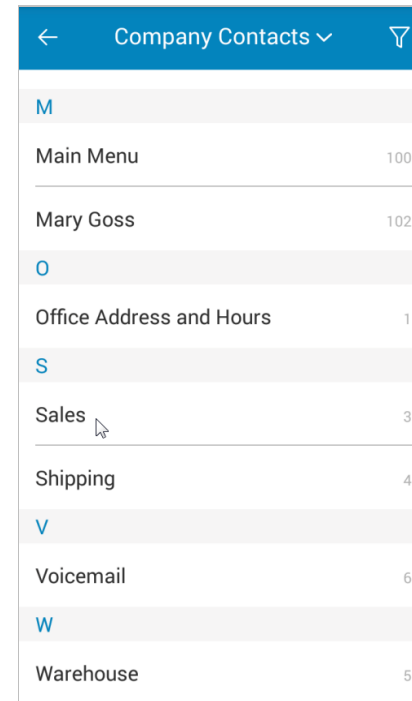 Company Contacts
M
Main Menu 100
Mary Goss 102
O
Office Address and Hours 1
S
Sales 3
Shipping 4
V
Voicemail 6
W
Warehouse 5